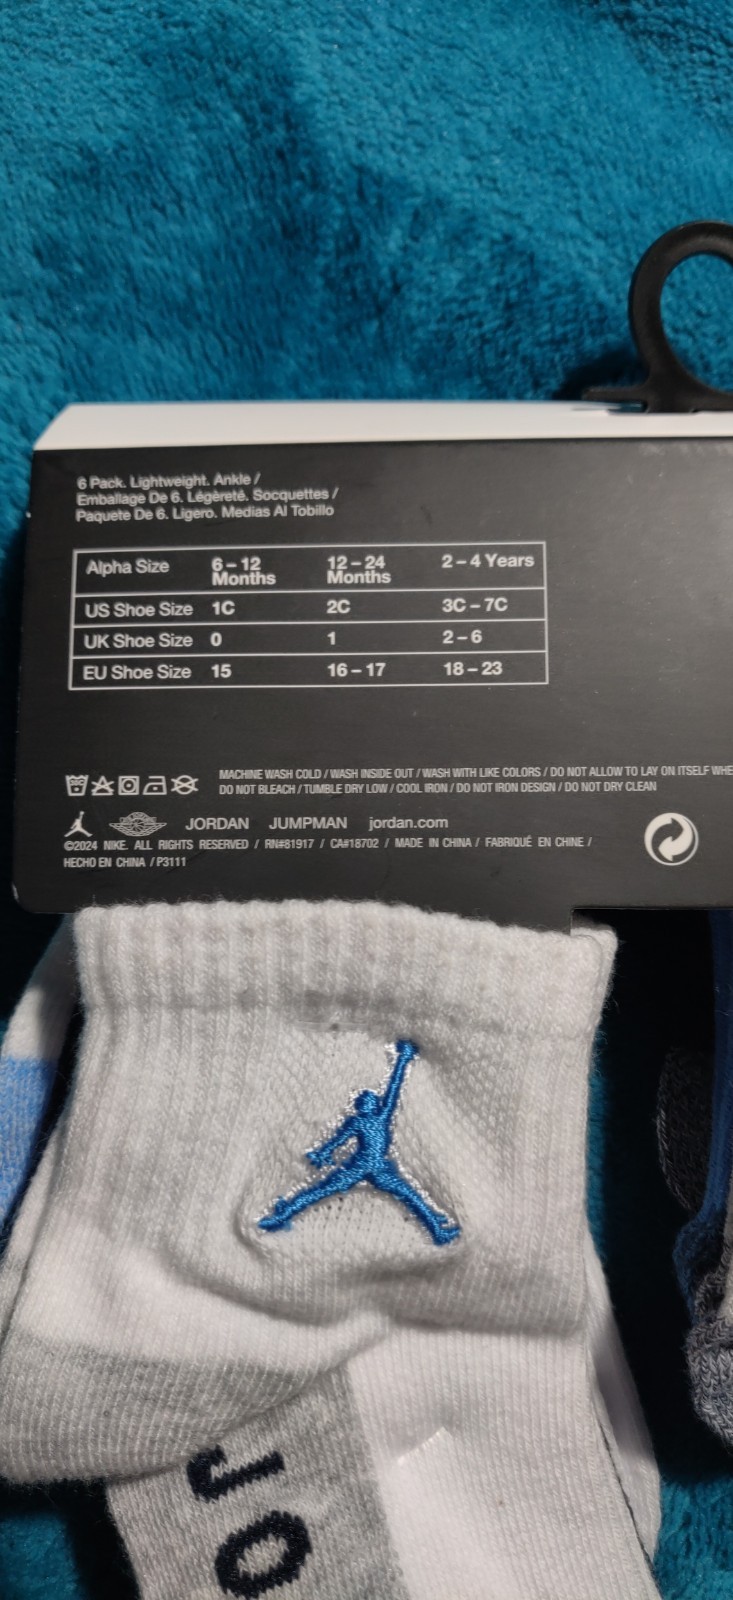 6 Pack. Lightweight. Ankle /
Emballage De 6. Légèreté. Socquettes /
Paquete De 6. Ligero. Medias Al Tobillo
Alpha Size 6 – 12 Months 12 – 24 Months 2 – 4 Years
US Shoe Size 1C 2C 3C – 7C
UK Shoe Size 0 1 2 – 6
EU Shoe Size 15 16 – 17 18 – 23
MACHINE WASH COLD / WASH INSIDE OUT / WASH WITH LIKE COLORS / DO NOT ALLOW TO LAY ON ITSELF WHE
DO NOT BLEACH / TUMBLE DRY LOW / COOL IRON / DO NOT IRON DESIGN / DO NOT DRY CLEAN
JORDAN JUMPMAN jordan.com
©2024 NIKE. ALL RIGHTS RESERVED / RN#81917 / CA#18702 / MADE IN CHINA / FABRIQUÉ EN CHINE /
HECHO EN CHINA / P3111
JO